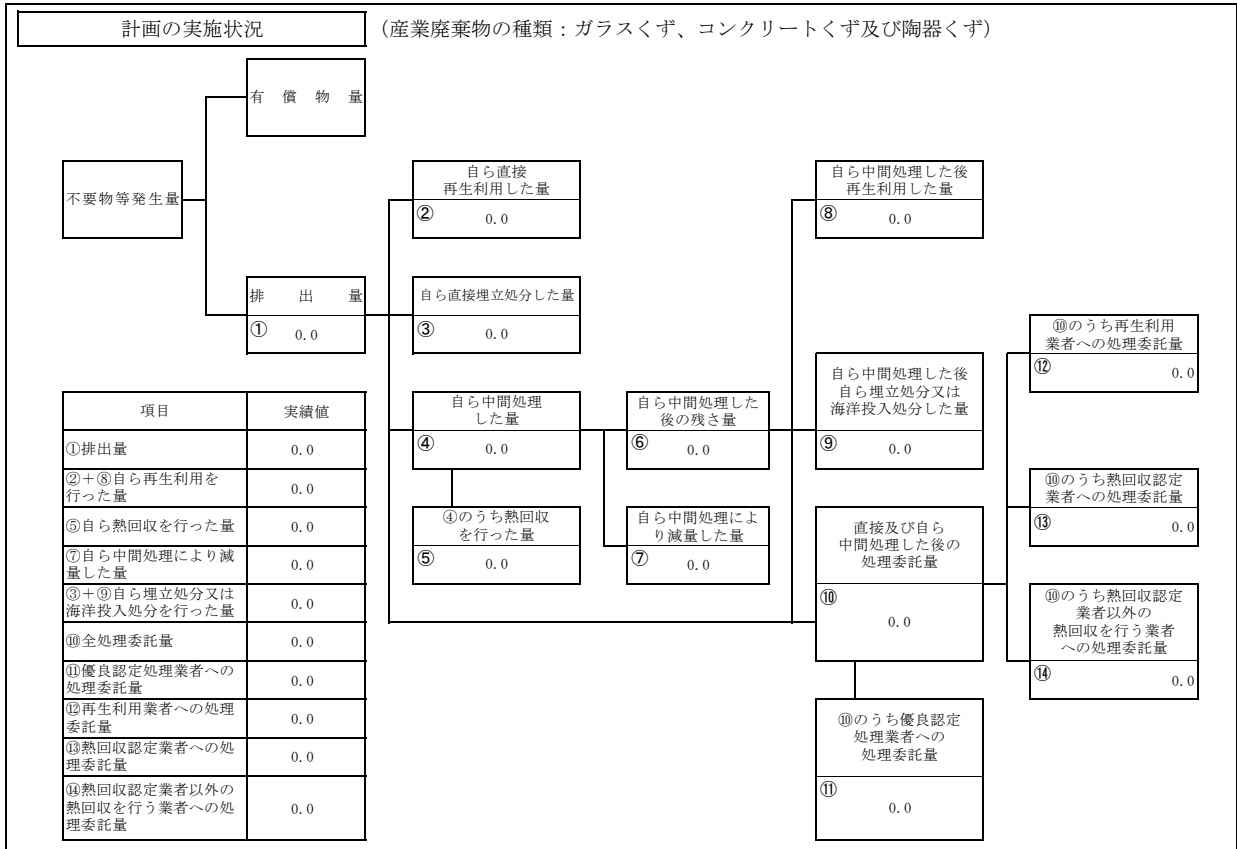 計画の実施状況
(産業廃棄物の種類：ガラスくず、コンクリートくず及び陶器くず)
有償物量
不要物等発生量
自ら直接
再生利用した量
② 0.0
自ら中間処理した後
再生利用した量
⑧ 0.0
排出量
① 0.0
自ら直接埋立処分した量
③ 0.0
⑩のうち再生利用
業者への処理委託量
⑫ 0.0
自ら中間処理
した量
④ 0.0
自ら中間処理した
後の残さ量
⑥ 0.0
自ら中間処理した後
自ら埋立処分又は
海洋投入処分した量
⑨ 0.0
⑩のうち熱回収認定
業者への処理委託量
⑬ 0.0
④のうち熱回収
を行った量
⑤ 0.0
自ら中間処理によ
り減量した量
⑦ 0.0
直接及び自ら
中間処理した後の
処理委託量
⑩
0.0
⑩のうち熱回収認定
業者以外の
熱回収を行う業者
への処理委託量
⑭ 0.0
⑩のうち優良認定
処理業者への
処理委託量
⑪
0.0
項目 実績値
①排出量 0.0
②＋⑧自ら再生利用を
行った量 0.0
⑤自ら熱回収を行った量 0.0
⑦自ら中間処理により減
量した量 0.0
③＋⑨自ら埋立処分又は
海洋投入処分を行った量 0.0
⑩全処理委託量 0.0
⑪優良認定処理業者への
処理委託量 0.0
⑫再生利用業者への処理
委託量 0.0
⑬熱回収認定業者への処
理委託量 0.0
⑭熱回収認定業者以外の
熱回収を行う業者への処
理委託量 0.0